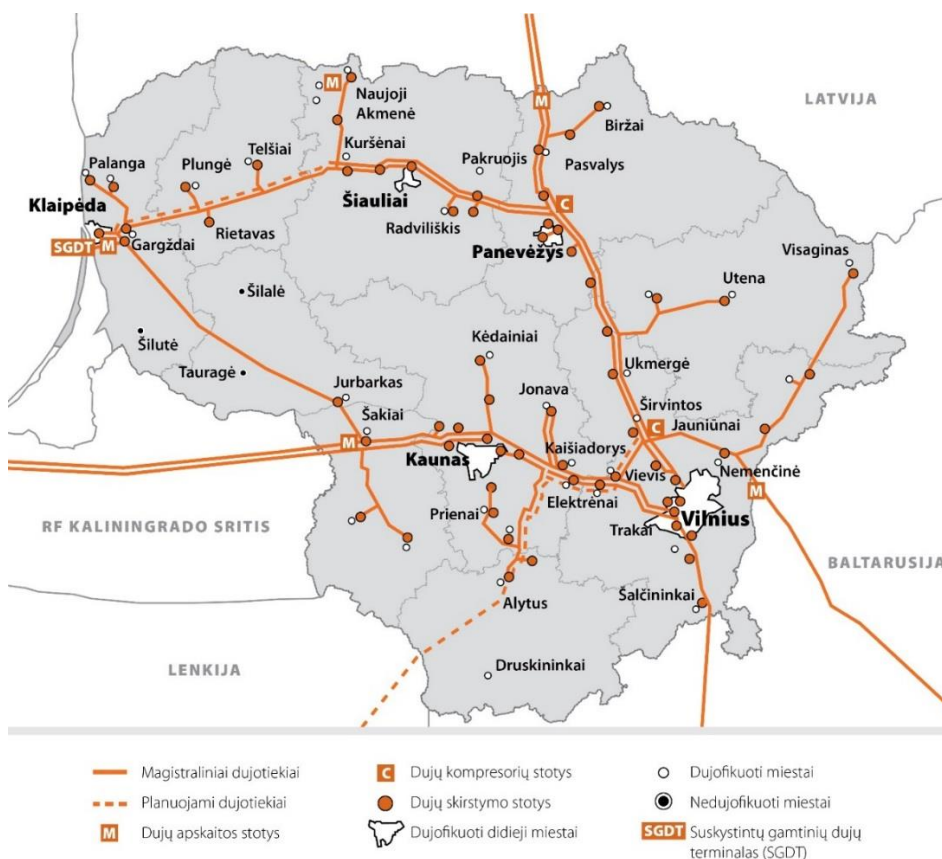 LATVIJA
M
Naujoji
Akmenė
M
Biržai
Telšiai
Kuršėnai
Pakruojis
Pasvalys
Palanga
Plungė
Šiauliai
C
Klaipėda
Radviliškis
SGDT
M
Gargždai
Rietavas
Panevėžys
Visaginas
Utena
Šilalė
Šilutė
Kėdainiai
Tauragė
Ukmergė
Jurbarkas
Jonava
Širvintos
Šakiai
C
Jauniūnai
M
Kaunas
Kaišiadorys
Vievis
Nemenčinė
M
Elektrėnai
Prienai
Vilnius
RF KALININGRADO SRITIS
Trakai
BALTARUSIJA
Alytus
Šalčininkai
LENKIJA
Druskininkai
Magistraliniai dujotiekiai
Planuojami dujotiekiai
M Dujų apskaitos stotys
C Dujų kompresorių stotys
Dujų skirstymo stotys
Dujofikuoti didieji miestai
Dujofikuoti miestai
Nedujofikuoti miestai
SGDT Suskystintų gamtinių dujų
terminalas (SGDT)